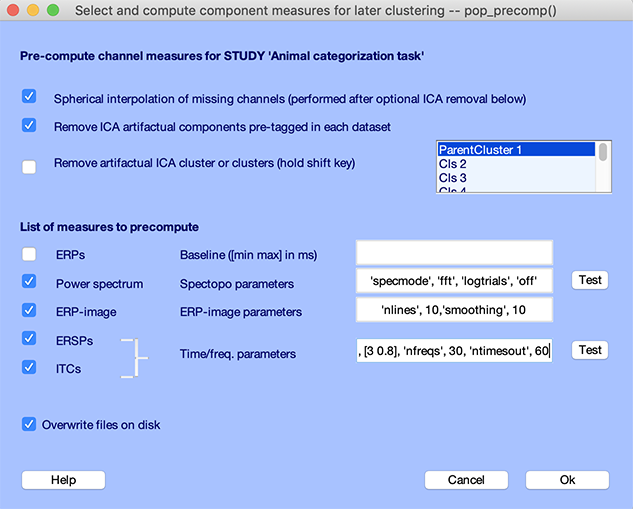 Select and compute component measures for later clustering -- pop_precomp()
Pre-compute channel measures for STUDY 'Animal categorization task'
Spherical interpolation of missing channels (performed after optional ICA removal below)
Remove ICA artifactual components pre-tagged in each dataset
Remove artifactual ICA cluster or clusters (hold shift key)
ParentCluster 1
Cls 2
Cls 3
Cls 4
List of measures to precompute
ERPs Baseline ([min max] in ms)
Power spectrum Spectopo parameters 'specmode', 'fft', 'logtrials', 'off' Test
ERP-image ERP-image parameters 'nlines', 10,'smoothing', 10
ERSPs
Time/freq. parameters , [3 0.8], 'nfreqs', 30, 'ntimesout', 60 Test
ITCs
Overwrite files on disk
Help Cancel Ok